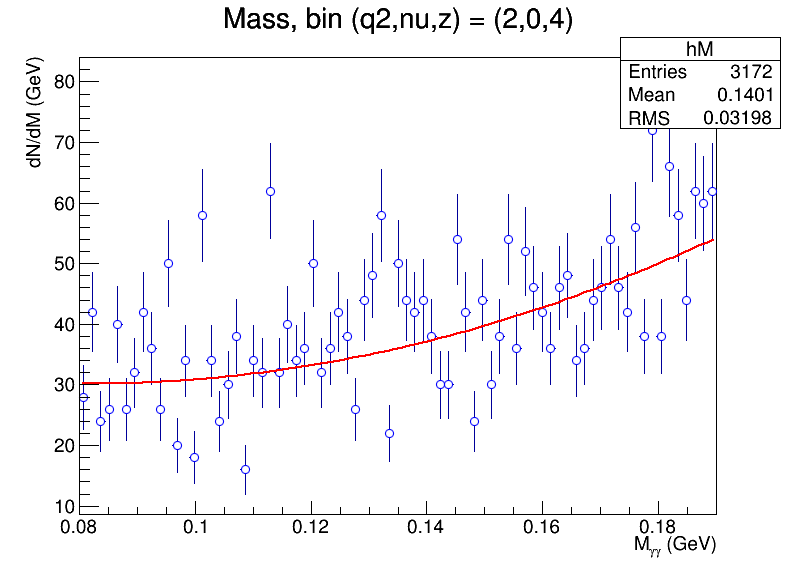 Mass, bin (q2,nu,z) = (2,0,4)
hM
Entries 3172
Mean 0.1401
RMS 0.03198
dN/dM (GeV)
80
70
60
50
40
30
20
10
0.08 0.1 0.12 0.14 0.16 0.18
Mγγ (GeV)